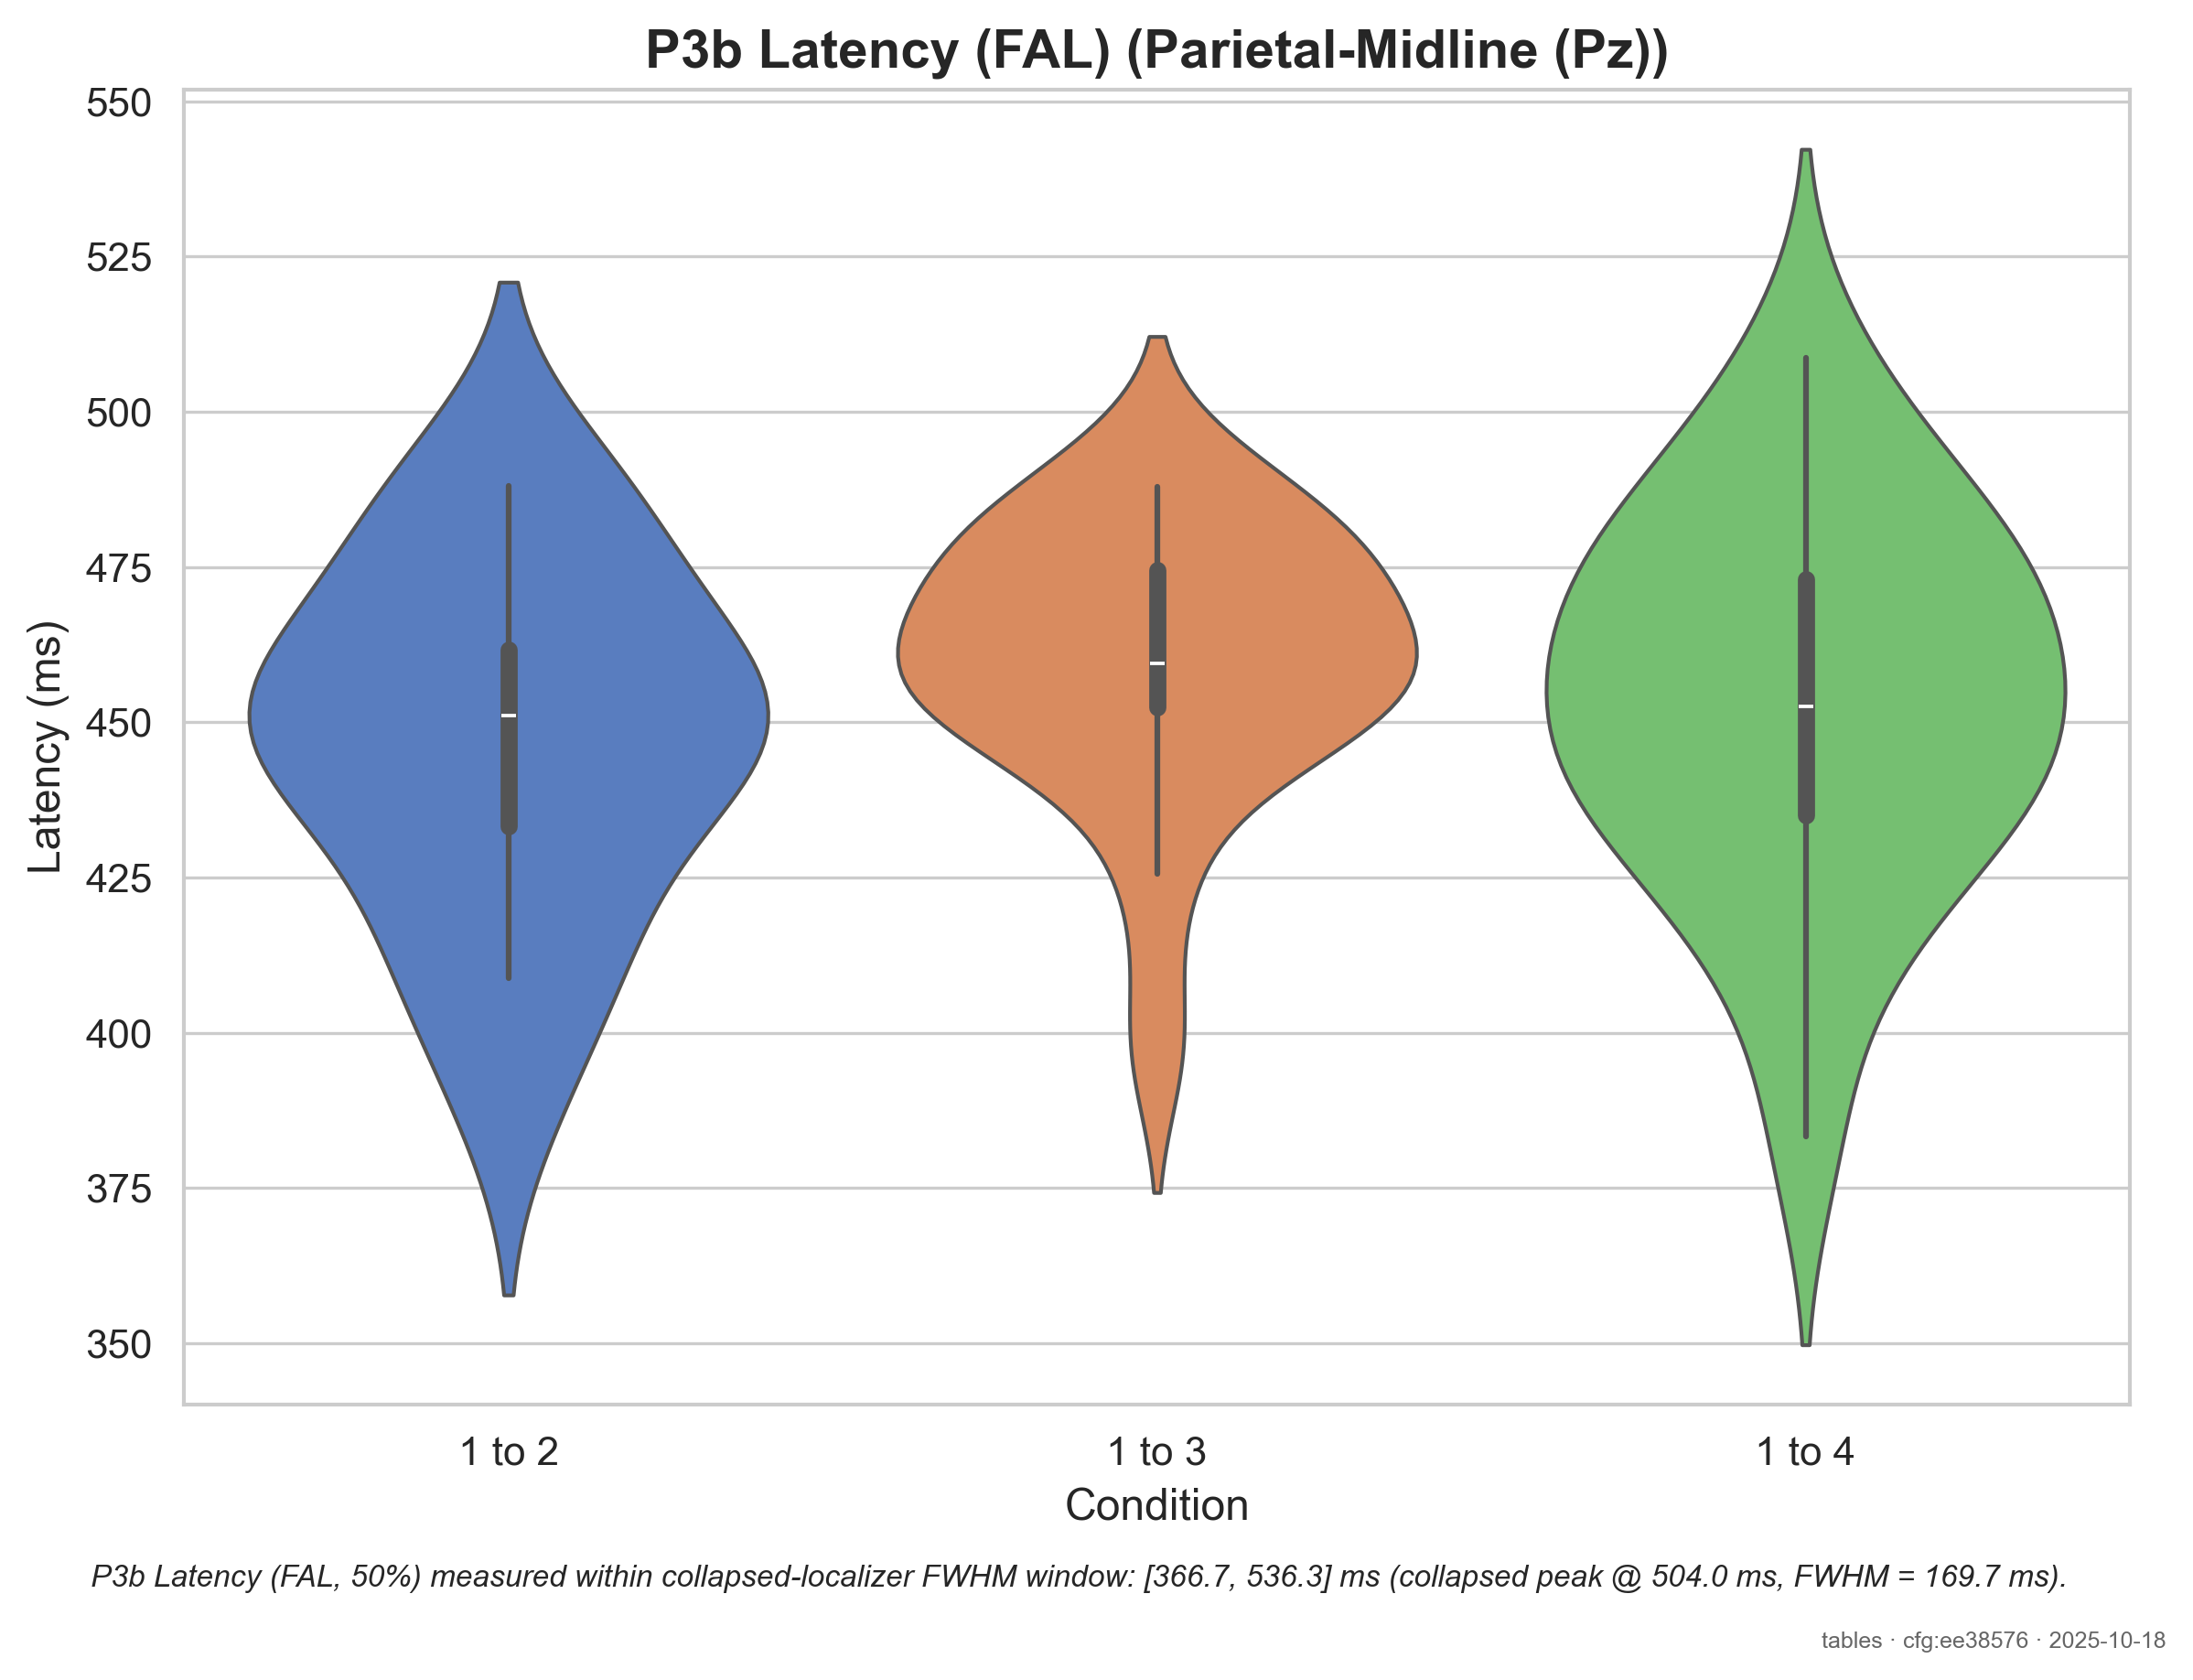 P3b Latency (FAL) (Parietal-Midline (Pz))
550
525
500
475
450
425
400
375
350
Latency (ms)
1 to 2
1 to 3
1 to 4
Condition
P3b Latency (FAL, 50%) measured within collapsed-localizer FWHM window: [366.7, 536.3] ms (collapsed peak @ 504.0 ms, FWHM = 169.7 ms).
tables · cfg:ee38576 · 2025-10-18